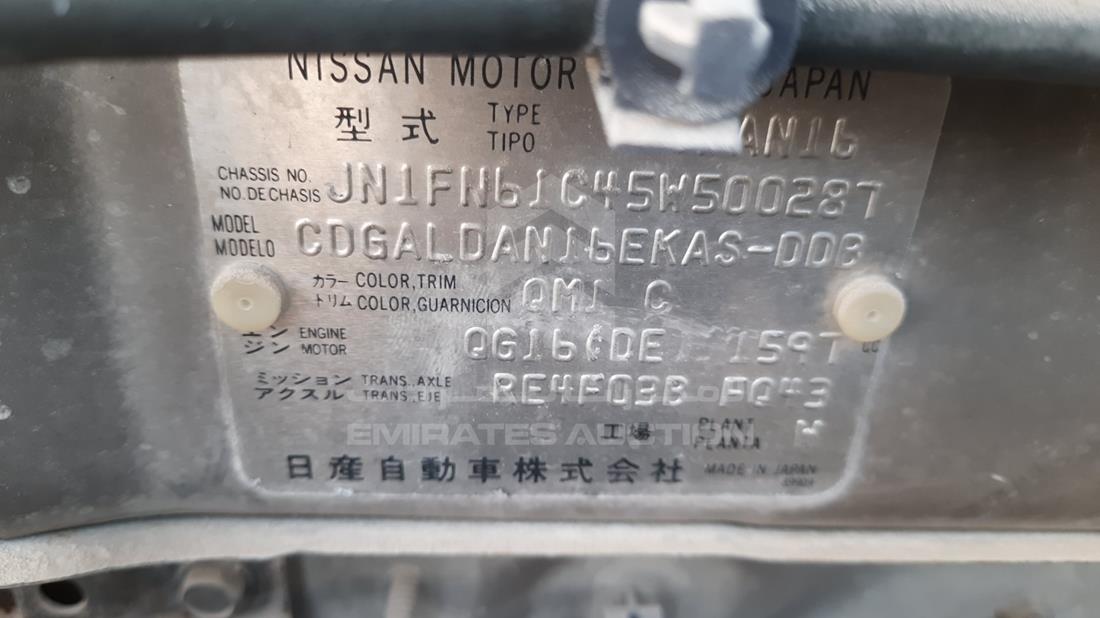 NISSAN MOTOR JAPAN
型式 TYPE
TIPO AN16
CHASSIS NO.
NO. DE CHASIS JN1FN61C45W500287
MODEL
MODELO CDGALDAN16EKAS-DDB
カラー COLOR, TRIM
トリム COLOR, GUARNICION QM1 C
エン ENGINE
ジン MOTOR QG16(DE 1597 CC
ミッション TRANS., AXLE
アクスル TRANS., EJE RE4F03B FQ43
EMIRATES AUCTION
工場 PLANT
PLANTA
日産自動車株式会社 MADE IN JAPAN